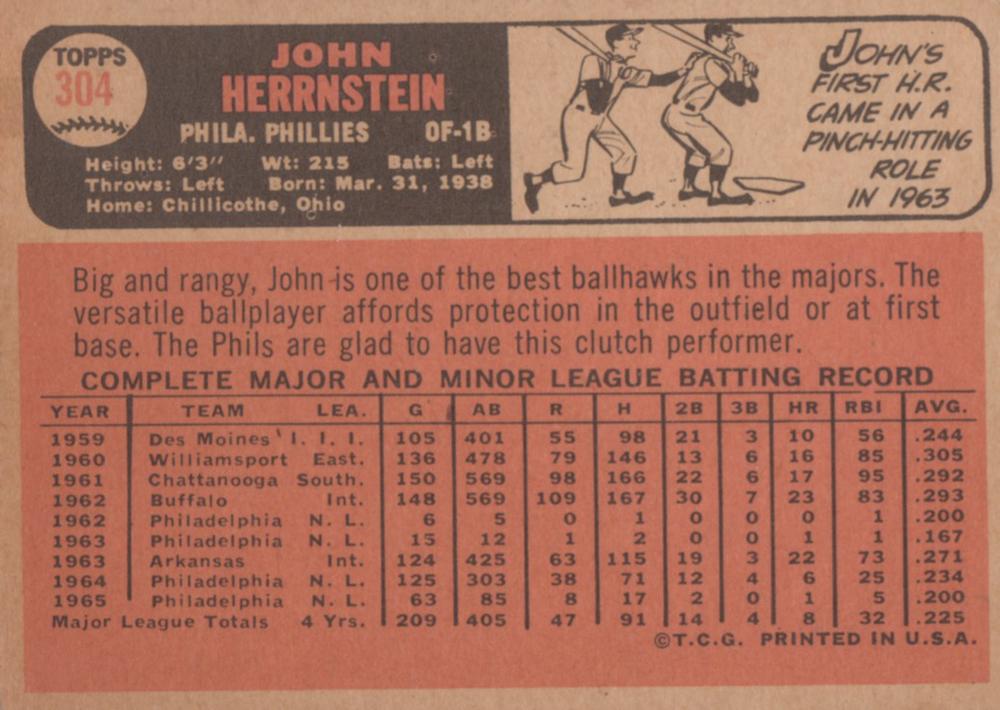 TOPPS
304
JOHN
HERRNSTEIN
PHILA. PHILLIES OF-1B
Height: 6'3" Wt: 215 Bats: Left
Throws: Left Born: Mar. 31, 1938
Home: Chillicothe, Ohio
JOHN'S
FIRST H.R.
CAME IN A
PINCH-HITTING
ROLE
IN 1963
Big and rangy, John is one of the best ballhawks in the majors. The
versatile ballplayer affords protection in the outfield or at first
base. The Phils are glad to have this clutch performer.
COMPLETE MAJOR AND MINOR LEAGUE BATTING RECORD
YEAR TEAM LEA. G AB R H 2B 3B HR RBI AVG.
1959 Des Moines I. I. I. 105 401 55 98 21 3 10 56 .244
1960 Williamsport East. 136 478 79 146 13 6 16 85 .305
1961 Chattanooga South. 150 569 98 166 22 6 17 95 .292
1962 Buffalo Int. 148 569 109 167 30 7 23 83 .293
1962 Philadelphia N. L. 6 5 0 1 0 0 0 1 .200
1963 Philadelphia N. L. 15 12 1 2 0 0 1 1 .167
1963 Arkansas Int. 124 425 63 115 19 3 22 73 .271
1964 Philadelphia N. L. 125 303 38 71 12 4 6 25 .234
1965 Philadelphia N. L. 63 85 8 17 2 0 1 5 .200
Major League Totals 4 Yrs. 209 405 47 91 14 4 8 32 .225
©T.C.G. PRINTED IN U.S.A.